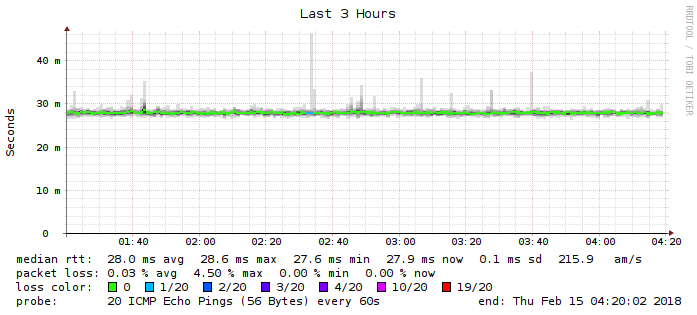 Last 3 Hours
RRDTOOL / TOBI OETIKER
Seconds
40 m
30 m
20 m
10 m
0
01:40 02:00 02:20 02:40 03:00 03:20 03:40 04:00 04:20
median rtt: 28.0 ms avg 28.6 ms max 27.6 ms min 27.9 ms now 0.1 ms sd 215.9 am/s
packet loss: 0.03 % avg 4.50 % max 0.00 % min 0.00 % now
loss color: 0 1/20 2/20 3/20 4/20 10/20 19/20
probe: 20 ICMP Echo Pings (56 Bytes) every 60s end: Thu Feb 15 04:20:02 2018